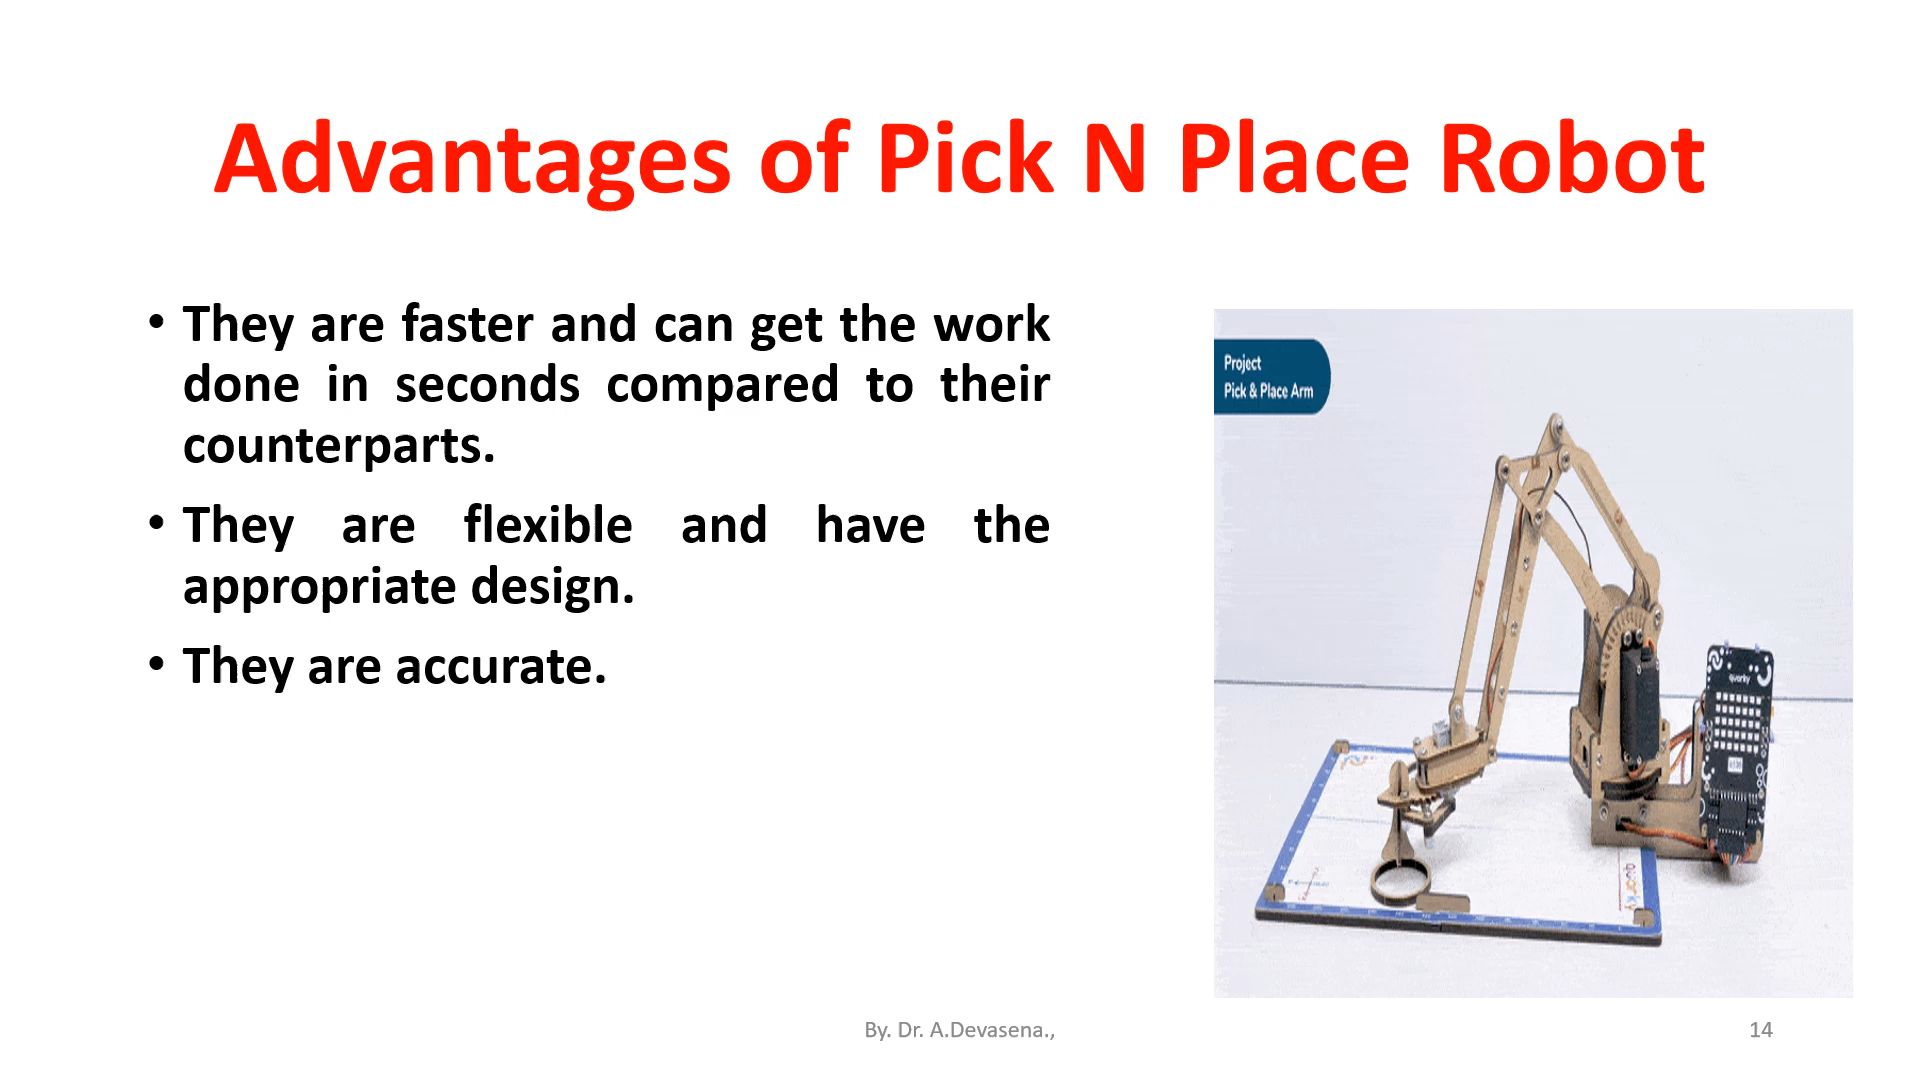 Advantages of Pick N Place Robot
• They are faster and can get the work
done in seconds compared to their
counterparts.
• They are flexible and have the
appropriate design.
• They are accurate.
Project
Pick & Place Arm
quarky
quarky
By. Dr. A.Devasena.,
14